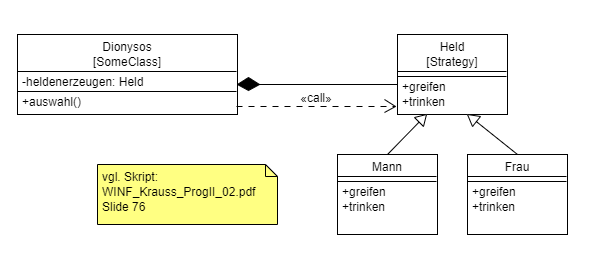 Dionysos
[SomeClass]
-heldenerzeugen: Held
+auswahl()
«call»
Held
[Strategy]
+greifen
+trinken
Mann
+greifen
+trinken
Frau
+greifen
+trinken
vgl. Skript:
WINF_Krauss_ProgII_02.pdf
Slide 76